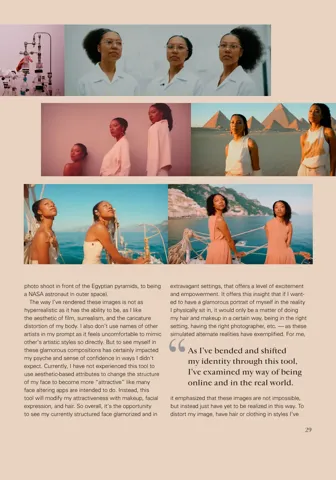 photo shoot in front of the Egyptian pyramids, to being
a NASA astronaut in outer space).
The way I've rendered these images is not as
hyperrealistic as it has the ability to be, as I like
the aesthetic of film, surrealism, and the caricature
distortion of my body. I also don't use names of other
artists in my prompt as it feels uncomfortable to mimic
other's artistic styles so directly. But to see myself in
these glamorous compositions has certainly impacted
my psyche and sense of confidence in ways I didn't
expect. Currently, I have not experienced this tool to
use aesthetic-based attributes to change the structure
of my face to become more "attractive" like many
face altering apps are intended to do. Instead, this
tool will modify my attractiveness with makeup, facial
expression, and hair. So overall, it's the opportunity
to see my currently structured face glamorized and in
extravagant settings, that offers a level of excitement
and empowerment. It offers this insight that if I want-
ed to have a glamorous portrait of myself in the reality
I physically sit in, it would only be a matter of doing
my hair and makeup in a certain way, being in the right
setting, having the right photographer, etc. — as these
simulated alternate realities have emphasized. For me,
“ As I've bended and shifted
my identity through this tool,
I've examined my way of being
online and in the real world.
it emphasized that these images are not impossible,
but instead just have yet to be realized in this way. To
distort my image, have hair or clothing in styles I've
29